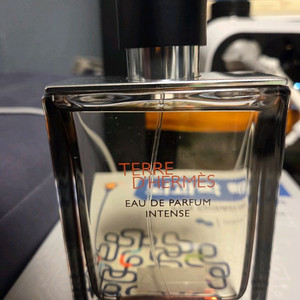 TERRE
D'HERMÈS
EAU DE PARFUM
INTENSE